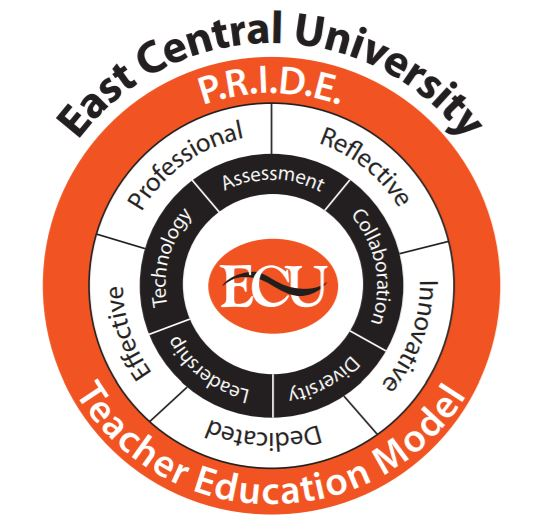 East Central University
P.R.I.D.E.
Professional
Reflective
Innovative
Dedicated
Effective
Assessment
Collaboration
Diversity
Leadership
Technology
ECU
Teacher Education Model